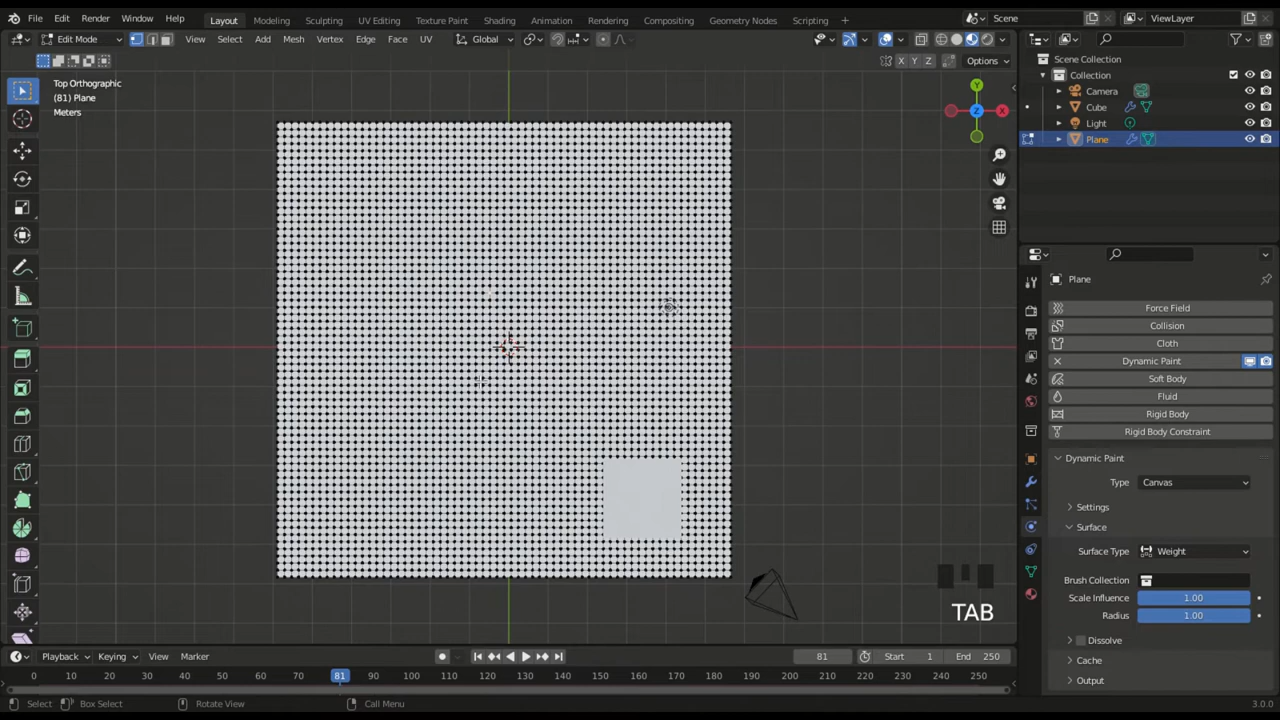 File Edit Render Window Help Layout Modeling Sculpting UV Editing Texture Paint Shading Animation Rendering Compositing Geometry Nodes Scripting + Scene ViewLayer
Edit Mode View Select Add Mesh Vertex Edge Face UV Global
X Y Z Options
Top Orthographic
(81) Plane
Meters
Y
Z X
Scene Collection
Collection
Camera
Cube
Light
Plane
Plane
Force Field
Collision
Cloth
Dynamic Paint
Soft Body
Fluid
Rigid Body
Rigid Body Constraint
Dynamic Paint
Type Canvas
Settings
Surface
Surface Type Weight
Brush Collection
Scale Influence 1.00
Radius 1.00
Dissolve
Cache
Output
TAB
Playback Keying View Marker 81 Start 1 End 250
0 10 20 30 40 50 60 70 81 90 100 110 120 130 140 150 160 170 180 190 200 210 220 230 240 250
Select Box Select Rotate View Call Menu 3.0.0